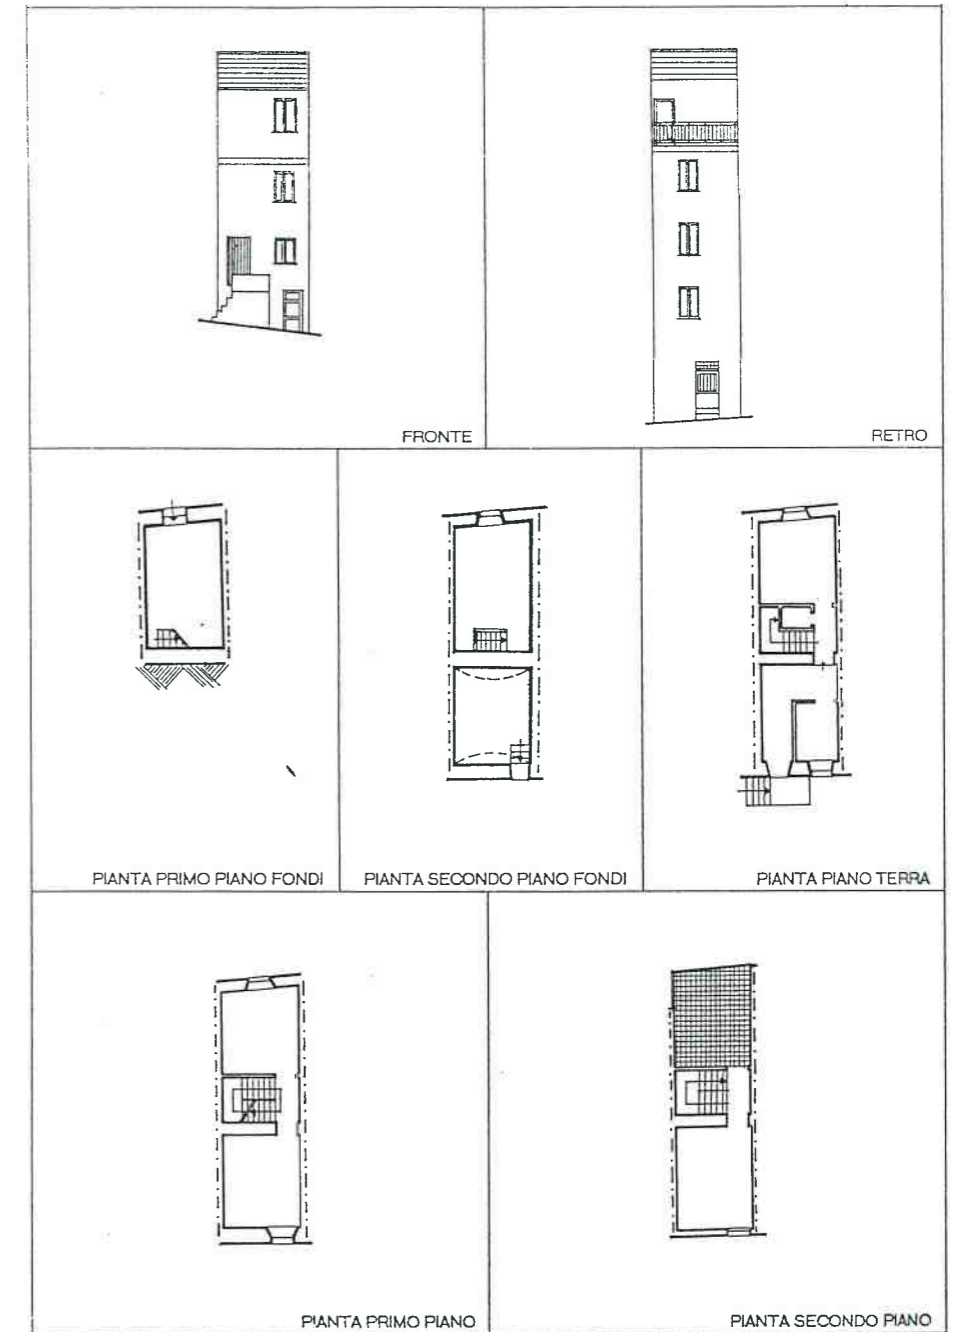 FRONTE
RETRO
PIANTA PRIMO PIANO FONDI
PIANTA SECONDO PIANO FONDI
PIANTA PIANO TERRA
PIANTA PRIMO PIANO
PIANTA SECONDO PIANO